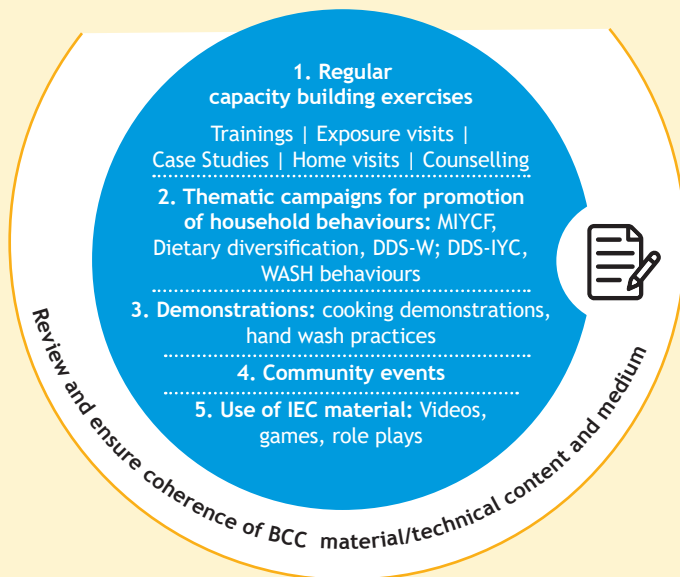 1. Regular
capacity building exercises
Trainings | Exposure visits |
Case Studies | Home visits | Counselling
2. Thematic campaigns for promotion
of household behaviours: MIYCF,
Dietary diversification, DDS-W; DDS-IYC,
WASH behaviours
3. Demonstrations: cooking demonstrations,
hand wash practices
4. Community events
5. Use of IEC material: Videos,
games, role plays
Review and ensure coherence of BCC material/technical content and medium